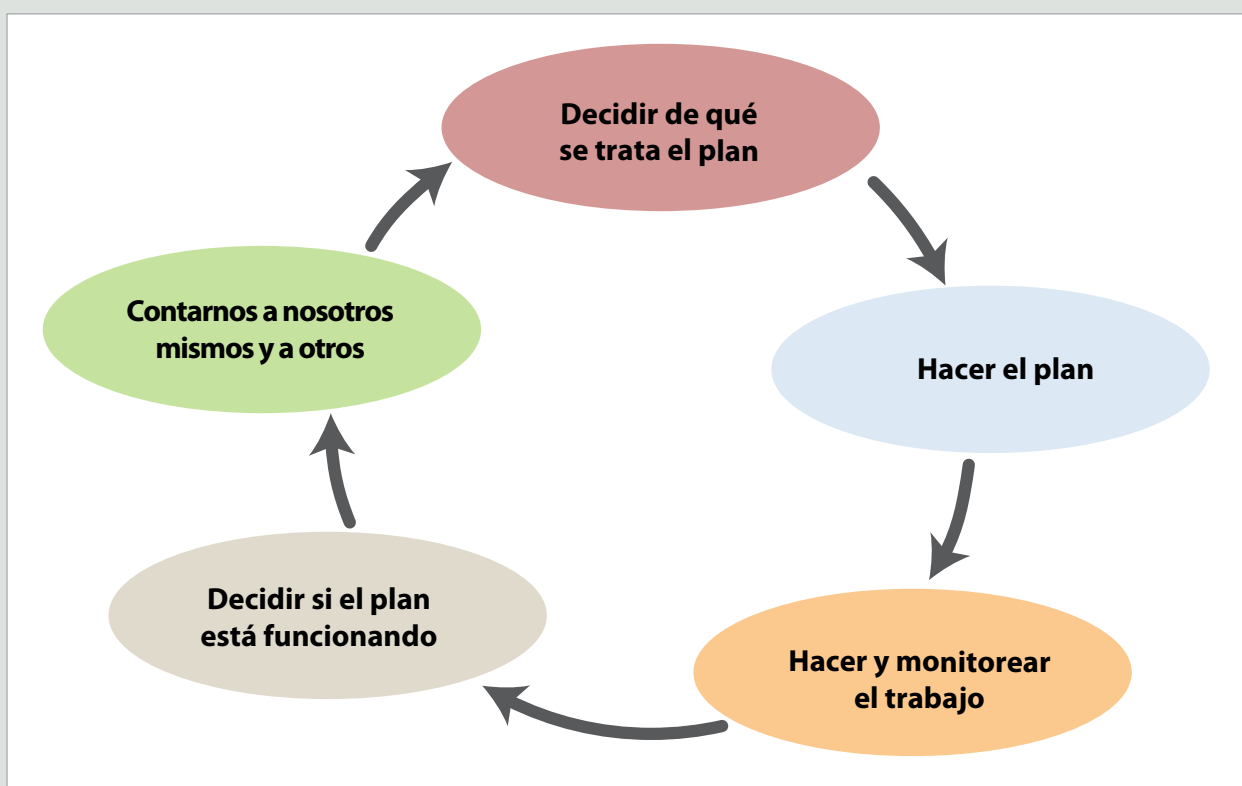 Decidir de qué
se trata el plan
Hacer el plan
Hacer y monitorear
el trabajo
Decidir si el plan
está funcionando
Contarnos a nosotros
mismos y a otros